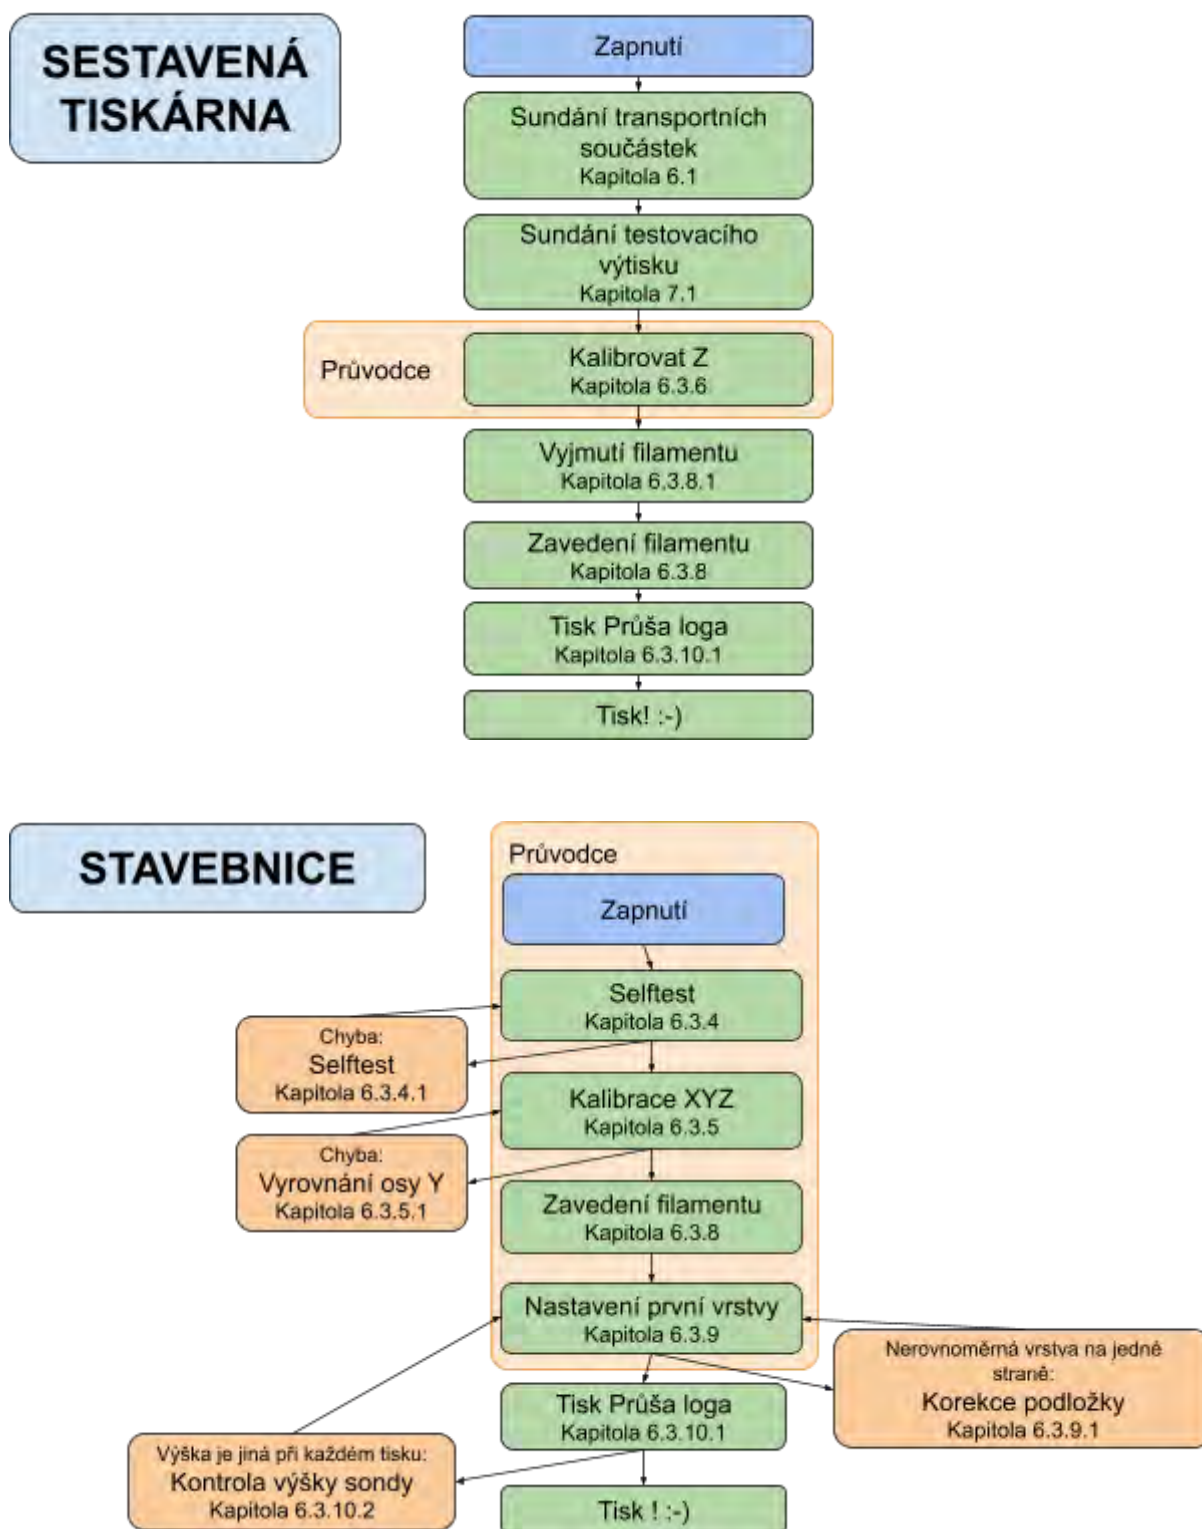 SESTAVENÁ
TISKÁRNA
Zapnutí
Sundání transportních
součástek
Kapitola 6.1
Sundání testovacího
výtisku
Kapitola 7.1
Průvodce
Kalibrovat Z
Kapitola 6.3.6
Vyjmutí filamentu
Kapitola 6.3.8.1
Zavedení filamentu
Kapitola 6.3.8
Tisk Průša loga
Kapitola 6.3.10.1
Tisk! :-)
STAVEBNICE
Průvodce
Zapnutí
Selftest
Kapitola 6.3.4
Chyba:
Selftest
Kapitola 6.3.4.1
Kalibrace XYZ
Kapitola 6.3.5
Chyba:
Vyrovnání osy Y
Kapitola 6.3.5.1
Zavedení filamentu
Kapitola 6.3.8
Nastavení první vrstvy
Kapitola 6.3.9
Nerovnoměrná vrstva na jedné
straně:
Korekce podložky
Kapitola 6.3.9.1
Tisk Průša loga
Kapitola 6.3.10.1
Výška je jiná při každém tisku:
Kontrola výšky sondy
Kapitola 6.3.10.2
Tisk ! :-)